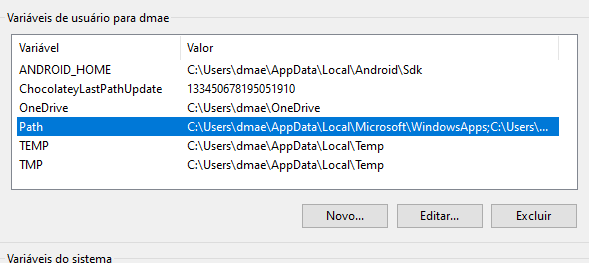 Variáveis de usuário para dmae
Variável Valor
ANDROID_HOME C:\Users\dmae\AppData\Local\Android\Sdk
ChocolateyLastPathUpdate 133450678195051910
OneDrive C:\Users\dmae\OneDrive
Path C:\Users\dmae\AppData\Local\Microsoft\WindowsApps;C:\Users\...
TEMP C:\Users\dmae\AppData\Local\Temp
TMP C:\Users\dmae\AppData\Local\Temp
Novo... Editar... Excluir
Variáveis do sistema